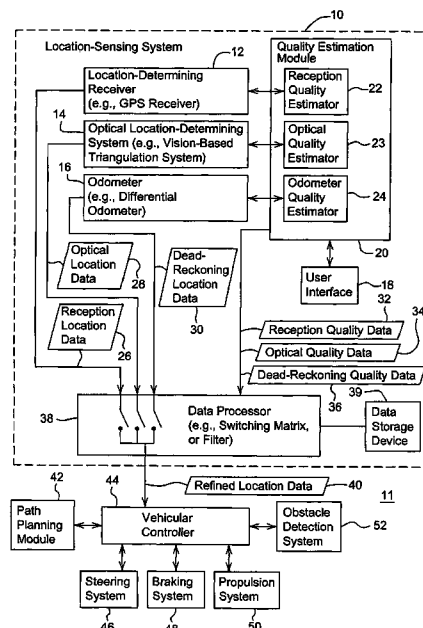 10
Location-Sensing System
12
Quality Estimation
Module
Location-Determining
Receiver
(e.g., GPS Receiver)
Reception
Quality
Estimator
22
14
Optical Location-Determining
System (e.g., Vision-Based
Triangulation System)
Optical
Quality
Estimator
23
16
Odometer
(e.g., Differential
Odometer)
Odometer
Quality
Estimator
24
20
Optical
Location
Data
28
Dead-
Reckoning
Location
Data
30
User
Interface
18
32
Reception
Location
Data
26
Reception Quality Data
34
Optical Quality Data
Dead-Reckoning Quality Data
36
39
38
Data Processor
(e.g., Switching Matrix,
or Filter)
Data
Storage
Device
Refined Location Data
40
11
42
Path
Planning
Module
44
Vehicular
Controller
Obstacle
Detection
System
52
Steering
System
46
Braking
System
48
Propulsion
System
50